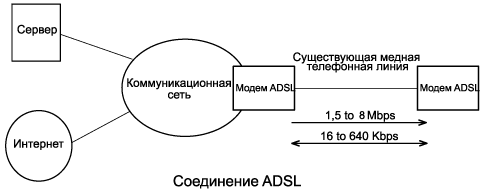 Сервер
Существующая медная
телефонная линия
Коммуникационная
сеть
Модем ADSL
Модем ADSL
1,5 to 8 Mbps
16 to 640 Kbps
Интернет
Соединение ADSL